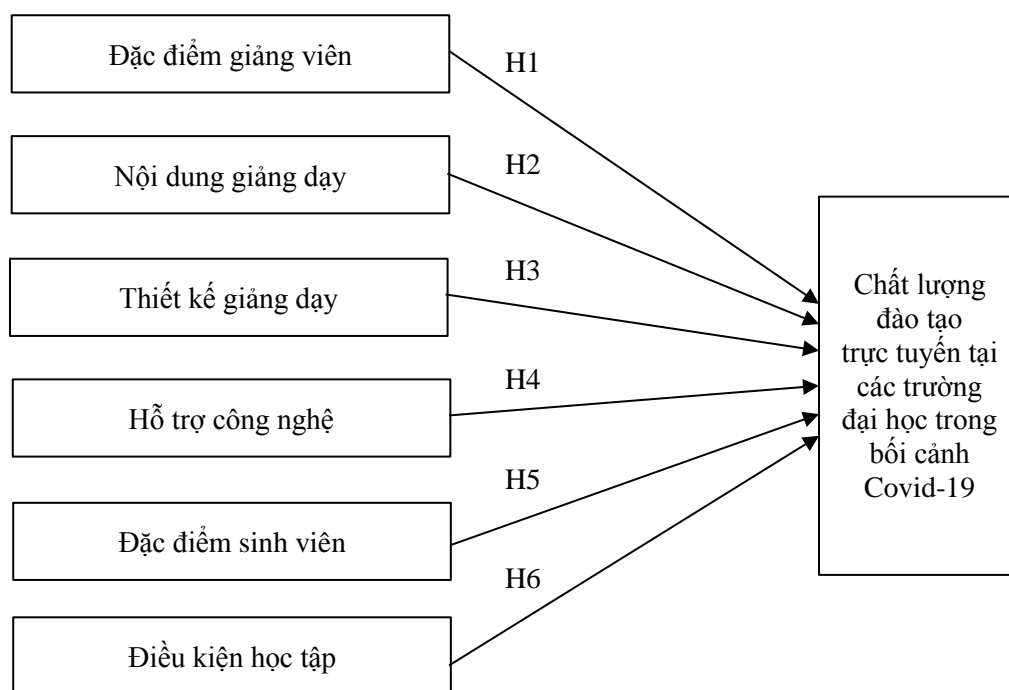 Đặc điểm giảng viên
H1
Nội dung giảng dạy
H2
Thiết kế giảng dạy
H3
Hỗ trợ công nghệ
H4
Đặc điểm sinh viên
H5
Điều kiện học tập
H6
Chất lượng
đào tạo
trực tuyến tại
các trường
đại học trong
bối cảnh
Covid-19